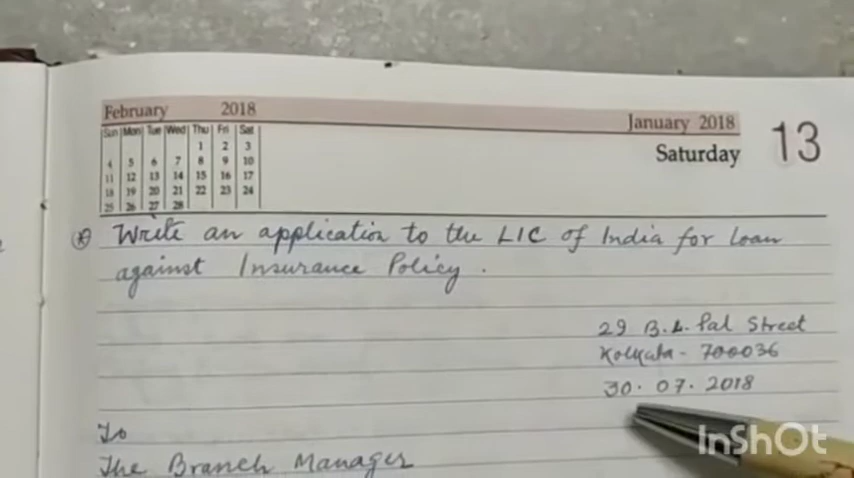 February 2018
January 2018
Saturday 13
Sun Mon Tue Wed Thu Fri Sat
1 2 3
4 5 6 7 8 9 10
11 12 13 14 15 16 17
18 19 20 21 22 23 24
25 26 27 28
Write an application to the LIC of India for loan
against Insurance Policy.
29 B.L. Pal Street
Kolkata - 700036
30.07.2018
To
The Branch Manager
InShOt